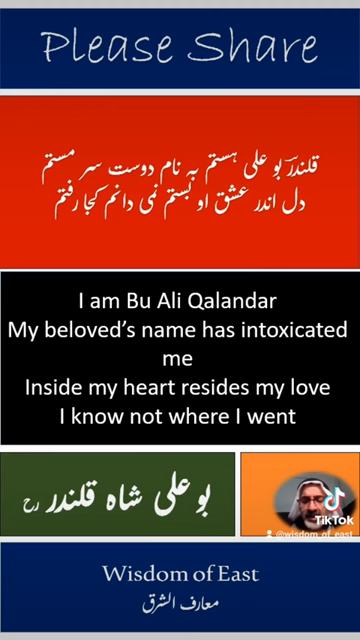 Please Share
قلندرؔ بو علی ہستم بہ نام دوست سر مستم
دل اندر عشق او بستم نمی دانم کجا رفتم
I am Bu Ali Qalandar
My beloved’s name has intoxicated
me
Inside my heart resides my love
I know not where I went
بو علی شاہ قلندر رح
TikTok
@wisdom_of_east
Wisdom of East
معارف الشرق